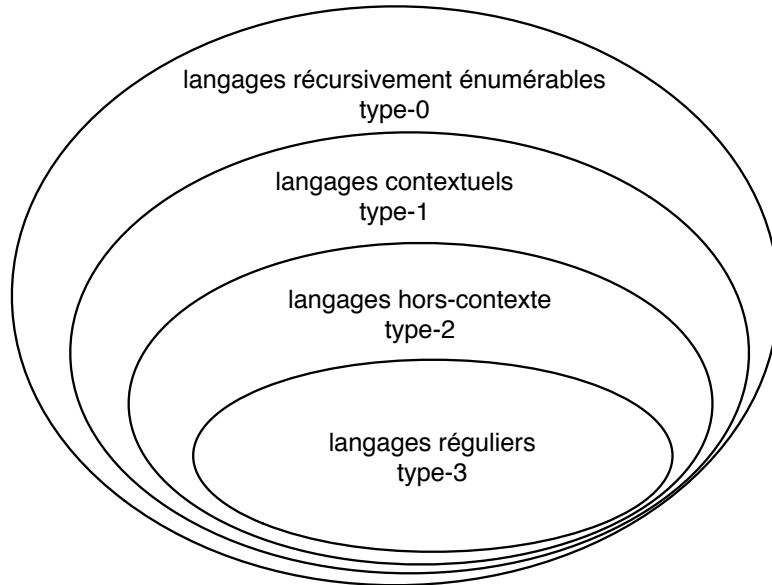 langages récursivement énumérables
type-0
langages contextuels
type-1
langages hors-contexte
type-2
langages réguliers
type-3